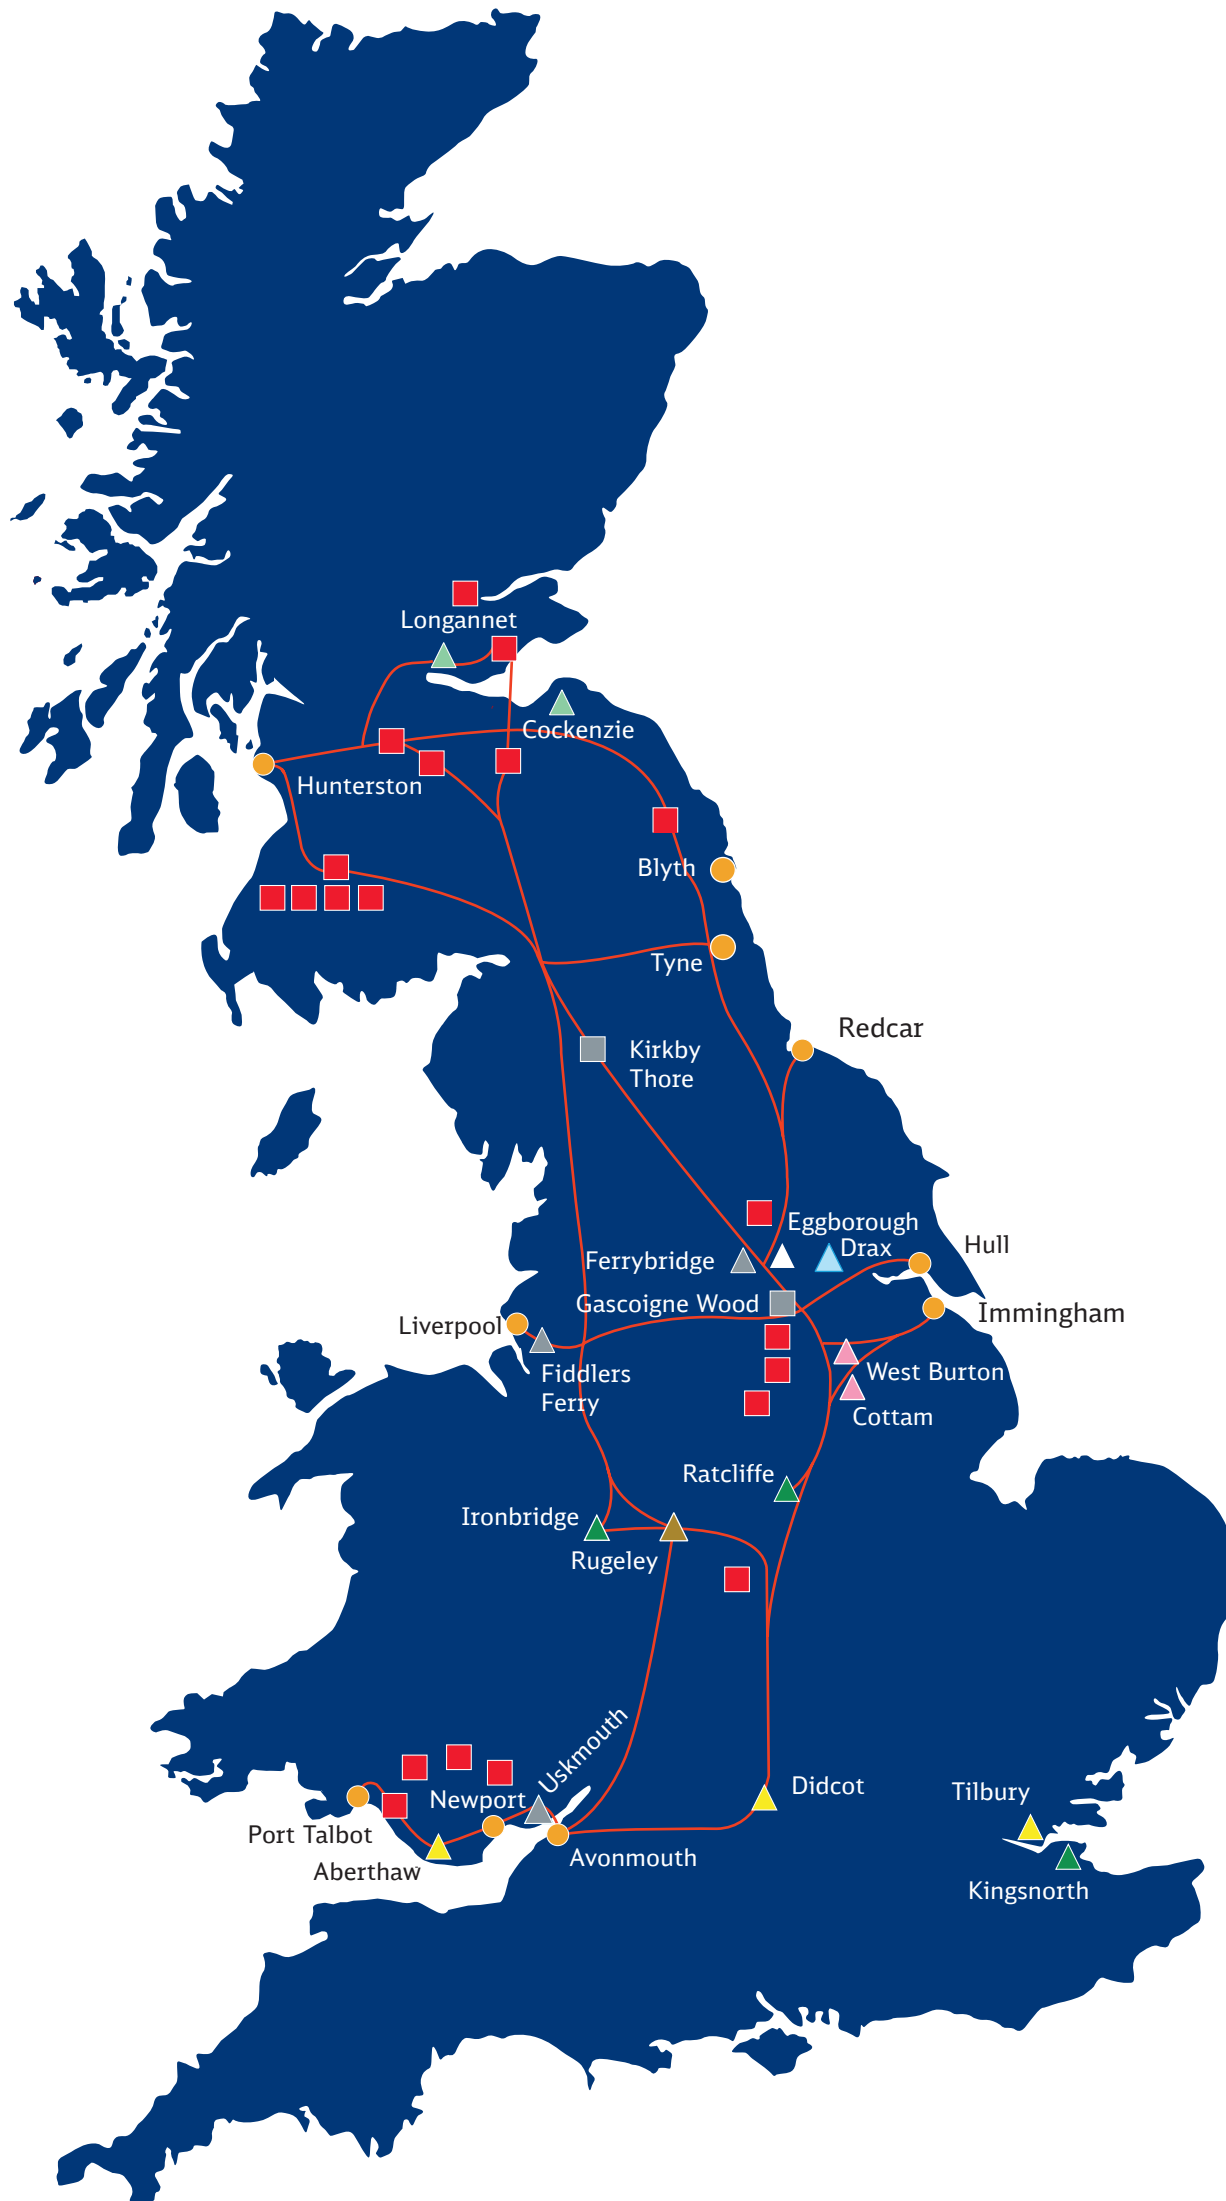 Longannet
Cockenzie
Hunterston
Blyth
Tyne
Redcar
Kirkby
Thore
Eggborough
Drax
Hull
Ferrybridge
Gascoigne Wood
Immingham
Liverpool
Fiddlers
Ferry
West Burton
Cottam
Ratcliffe
Ironbridge
Rugeley
Uskmouth
Didcot
Tilbury
Newport
Port Talbot
Avonmouth
Aberthaw
Kingsnorth